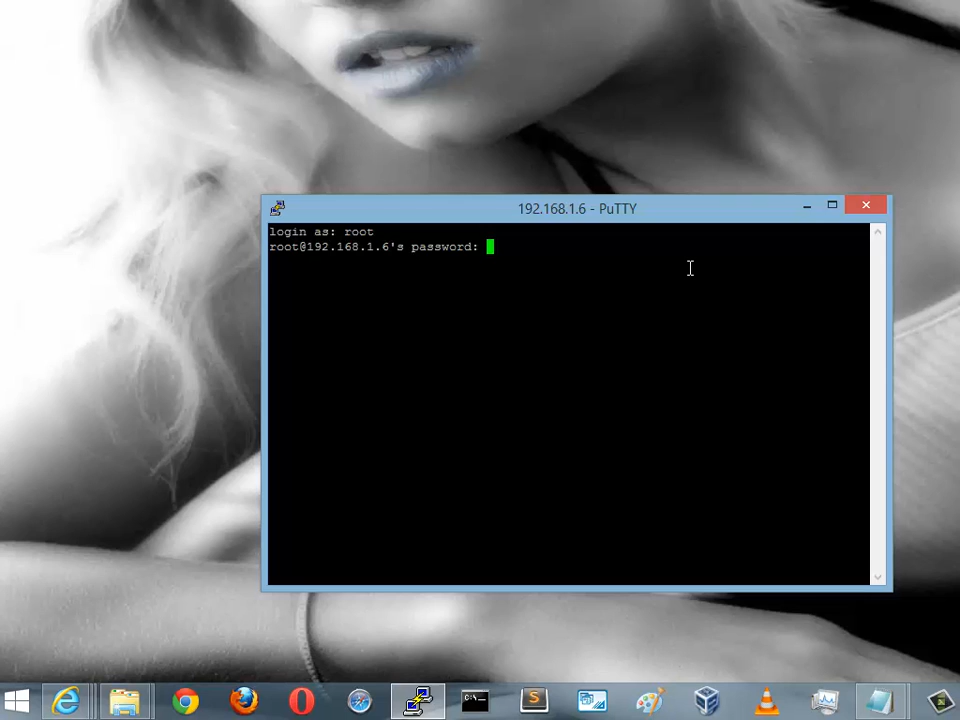 192.168.1.6 - PuTTY
login as: root
root@192.168.1.6's password:
C:\_
S